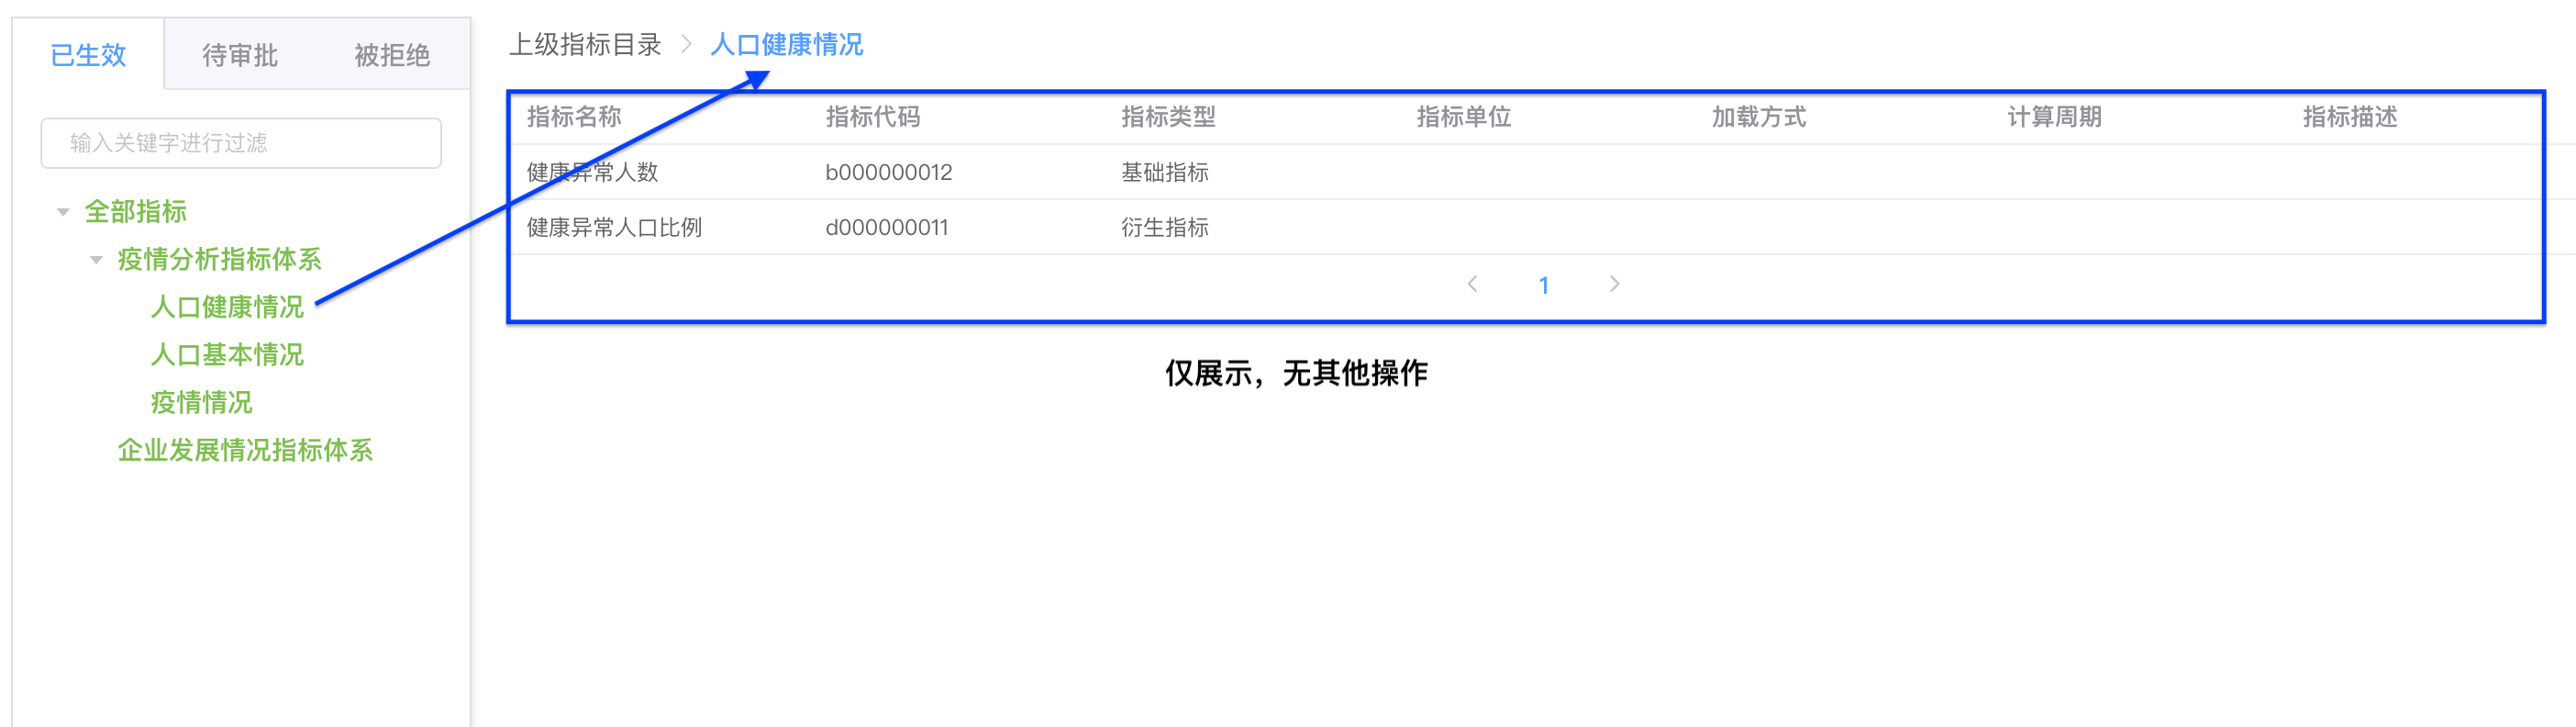 已生效 待审批 被拒绝
输入关键字进行过滤
全部指标
疫情分析指标体系
人口健康情况
人口基本情况
疫情情况
企业发展情况指标体系
上级指标目录 人口健康情况
指标名称 指标代码 指标类型 指标单位 加载方式 计算周期 指标描述
健康异常人数 b000000012 基础指标
健康异常人口比例 d000000011 衍生指标
1
仅展示，无其他操作